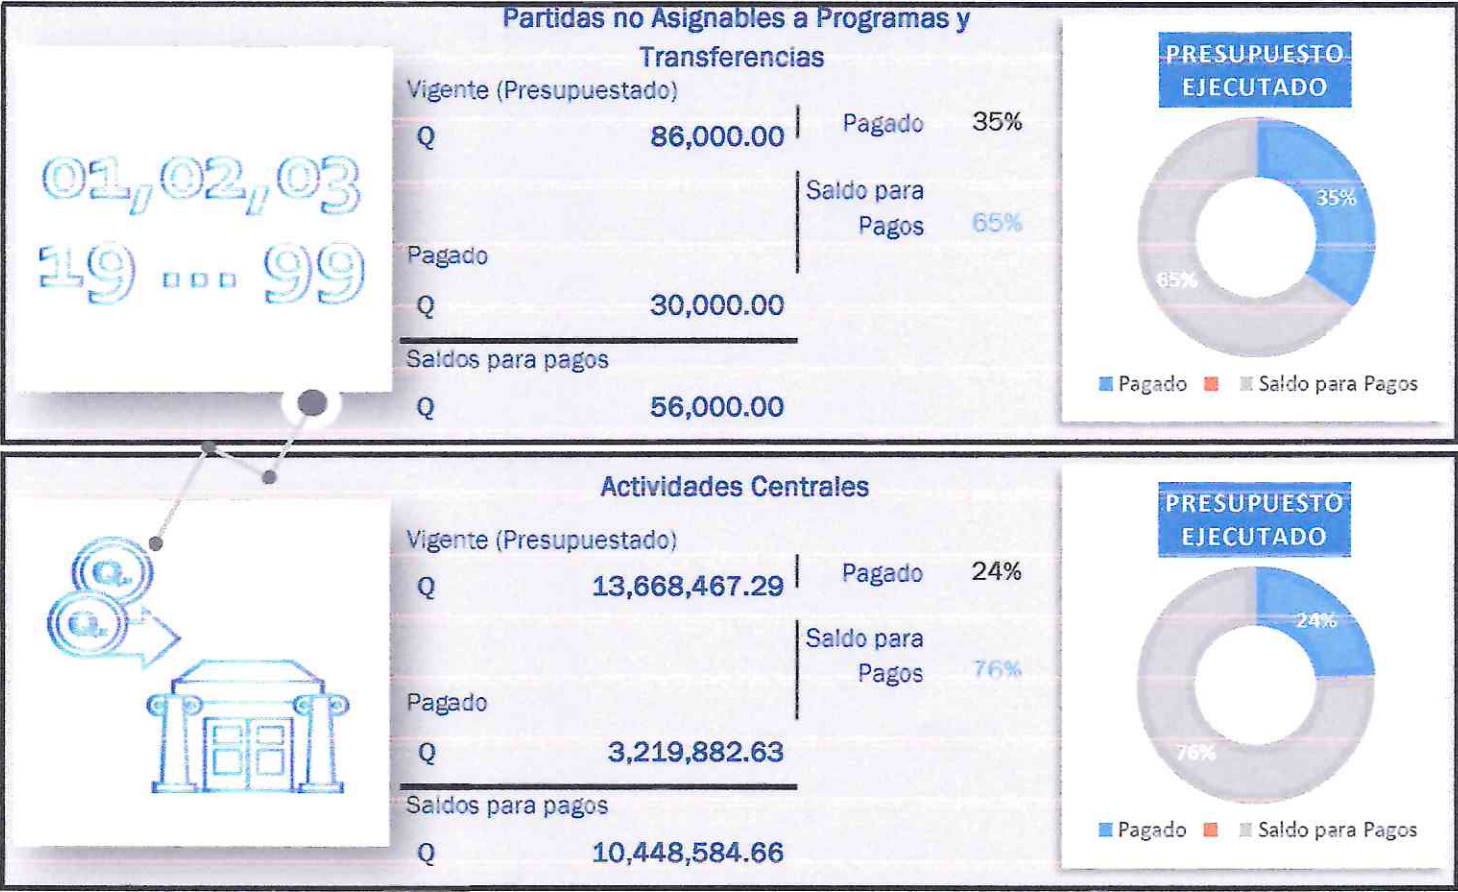 Partidas no Asignables a Programas y
Transferencias
01, 02, 03
19 ... 99
Vigente (Presupuestado)
Q 86,000.00
Pagado 35%
Saldo para
Pagos 65%
Pagado
Q 30,000.00
Saldos para pagos
Q 56,000.00
PRESUPUESTO
EJECUTADO
35%
65%
Pagado Saldo para Pagos
Actividades Centrales
Q.
Q.
Vigente (Presupuestado)
Q 13,668,467.29
Pagado 24%
Saldo para
Pagos 76%
Pagado
Q 3,219,882.63
Saldos para pagos
Q 10,448,584.66
PRESUPUESTO
EJECUTADO
24%
76%
Pagado Saldo para Pagos